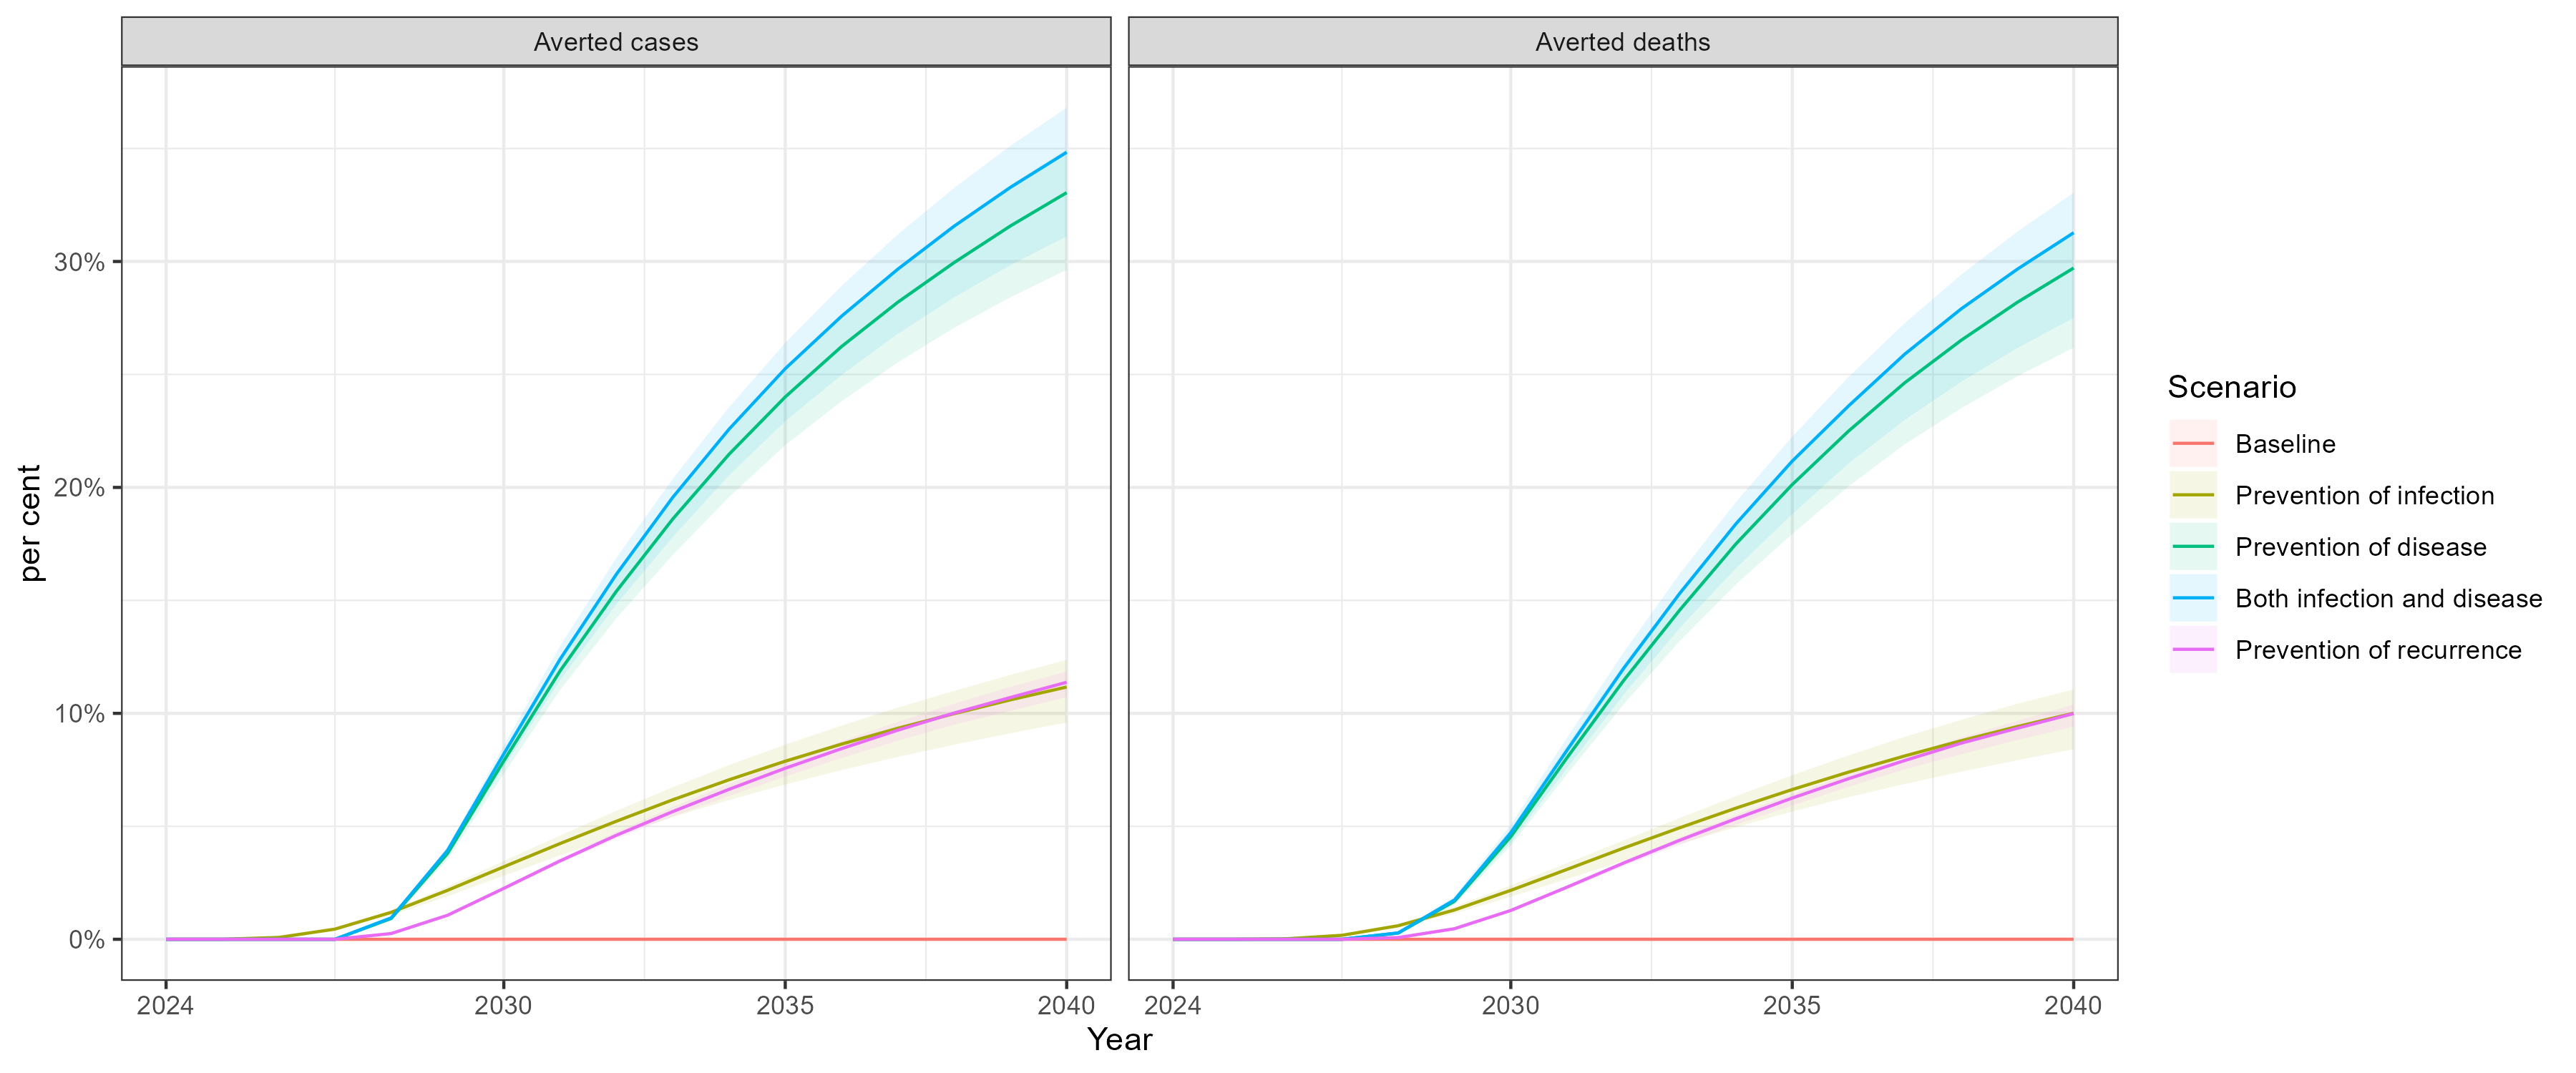 Averted cases
Averted deaths
per cent
30%
20%
10%
0%
2024
2030
2035
2040
2024
2030
2035
2040
Year
Scenario
Baseline
Prevention of infection
Prevention of disease
Both infection and disease
Prevention of recurrence